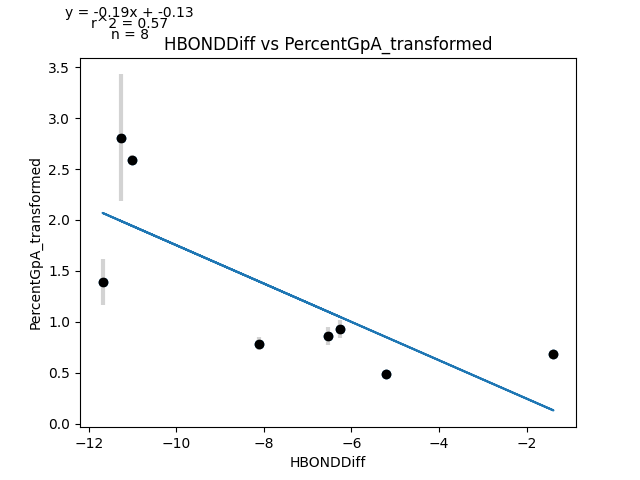 y = -0.19x + -0.13
r^2 = 0.57
n = 8
HBONDDiff vs PercentGpA_transformed
3.5
3.0
2.5
2.0
1.5
1.0
0.5
0.0
PercentGpA_transformed
−12
−10
−8
−6
−4
−2
HBONDDiff